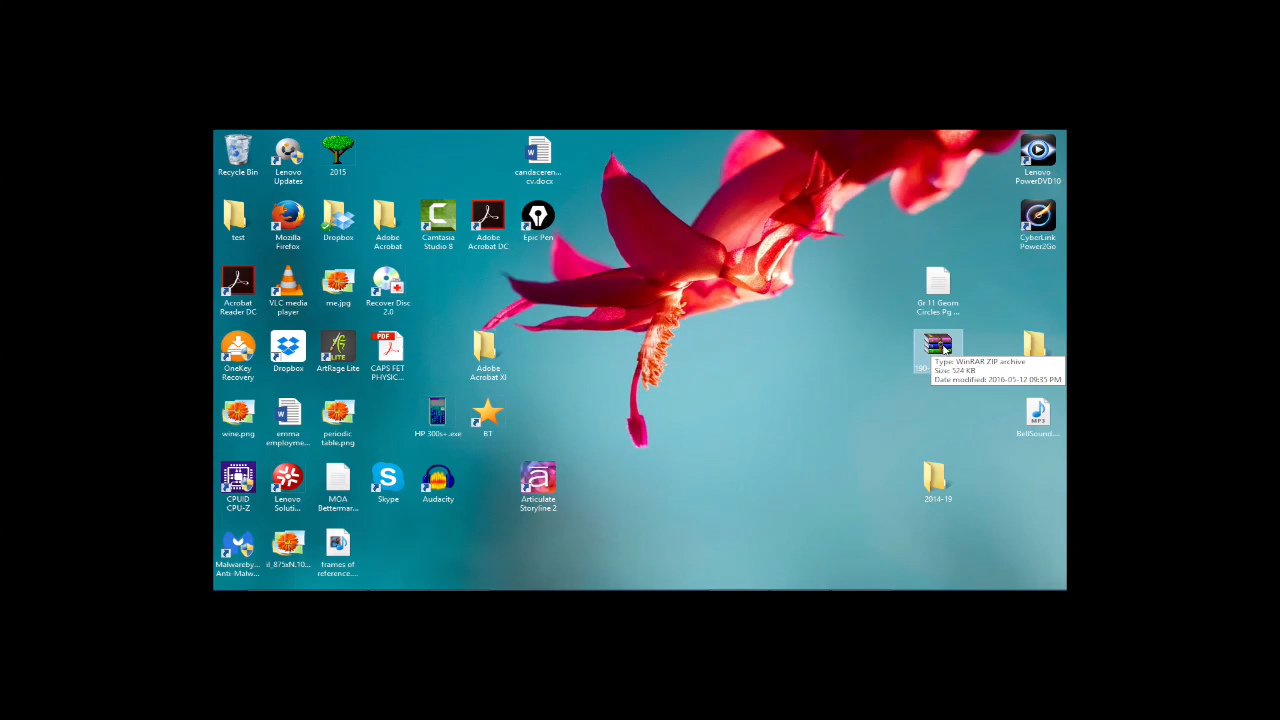 Recycle Bin
Lenovo
Updates
2015
candaceren...
cv.docx
Lenovo
PowerDVD10
test
Mozilla
Firefox
Dropbox
Adobe
Acrobat
Camtasia
Studio 8
Adobe
Acrobat DC
Epic Pen
CyberLink
Power2Go
Acrobat
Reader DC
VLC media
player
me.jpg
Recover Disc
2.0
Gr 11 Geom
Circles Pg ...
OneKey
Recovery
Dropbox
LITE
ArtRage Lite
PDF
CAPS FET
PHYSIC...
Adobe
Acrobat XI
Type: WinRAR ZIP archive
Size: 524 KB
Date modified: 2016-05-12 09:35 PM
wine.png
emma
employme...
periodic
table.png
HP 300s+.exe
BT
MP3
BellSound....
CPUID
CPU-Z
Lenovo
Soluti...
MOA
Bettermar...
Skype
Audacity
Articulate
Storyline 2
2014-19
Malwareby...
Anti-Malw...
il_875xN.10...
frames of
reference....